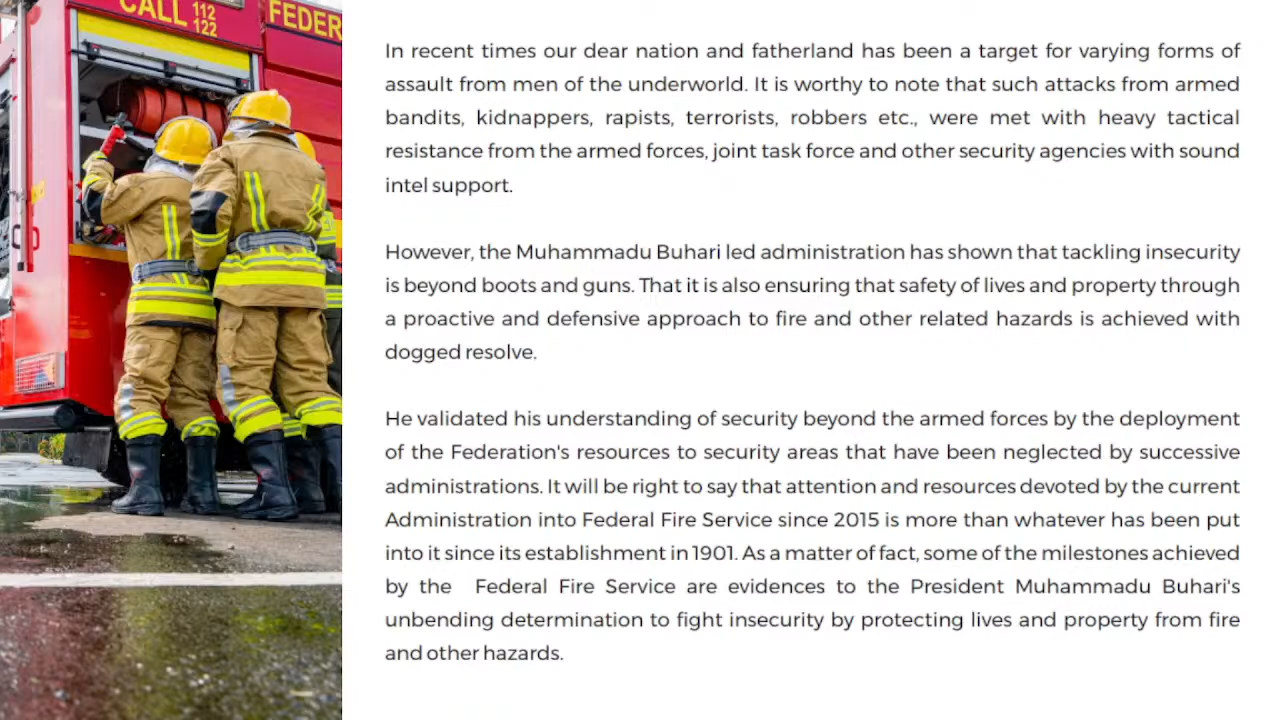 CALL 112
122
FEDER
In recent times our dear nation and fatherland has been a target for varying forms of
assault from men of the underworld. It is worthy to note that such attacks from armed
bandits, kidnappers, rapists, terrorists, robbers etc., were met with heavy tactical
resistance from the armed forces, joint task force and other security agencies with sound
intel support.
However, the Muhammadu Buhari led administration has shown that tackling insecurity
is beyond boots and guns. That it is also ensuring that safety of lives and property through
a proactive and defensive approach to fire and other related hazards is achieved with
dogged resolve.
He validated his understanding of security beyond the armed forces by the deployment
of the Federation's resources to security areas that have been neglected by successive
administrations. It will be right to say that attention and resources devoted by the current
Administration into Federal Fire Service since 2015 is more than whatever has been put
into it since its establishment in 1901. As a matter of fact, some of the milestones achieved
by the Federal Fire Service are evidences to the President Muhammadu Buhari's
unbending determination to fight insecurity by protecting lives and property from fire
and other hazards.